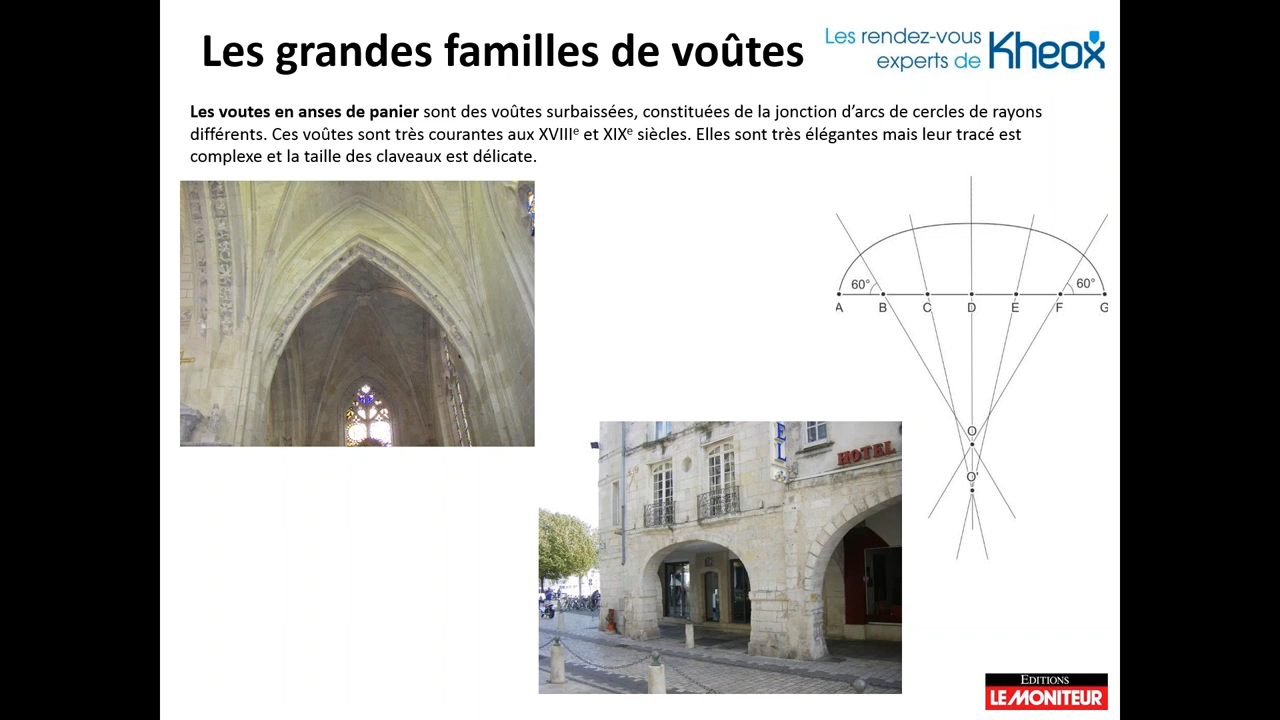 Les grandes familles de voûtes
Les rendez-vous
experts de Kheox
Les voutes en anses de panier sont des voûtes surbaissées, constituées de la jonction d'arcs de cercles de rayons
différents. Ces voûtes sont très courantes aux XVIIIe et XIXe siècles. Elles sont très élégantes mais leur tracé est
complexe et la taille des claveaux est délicate.
60° 60°
A B C D E F G
O
O'
EL
HOTEL
EDITIONS
LE MONITEUR